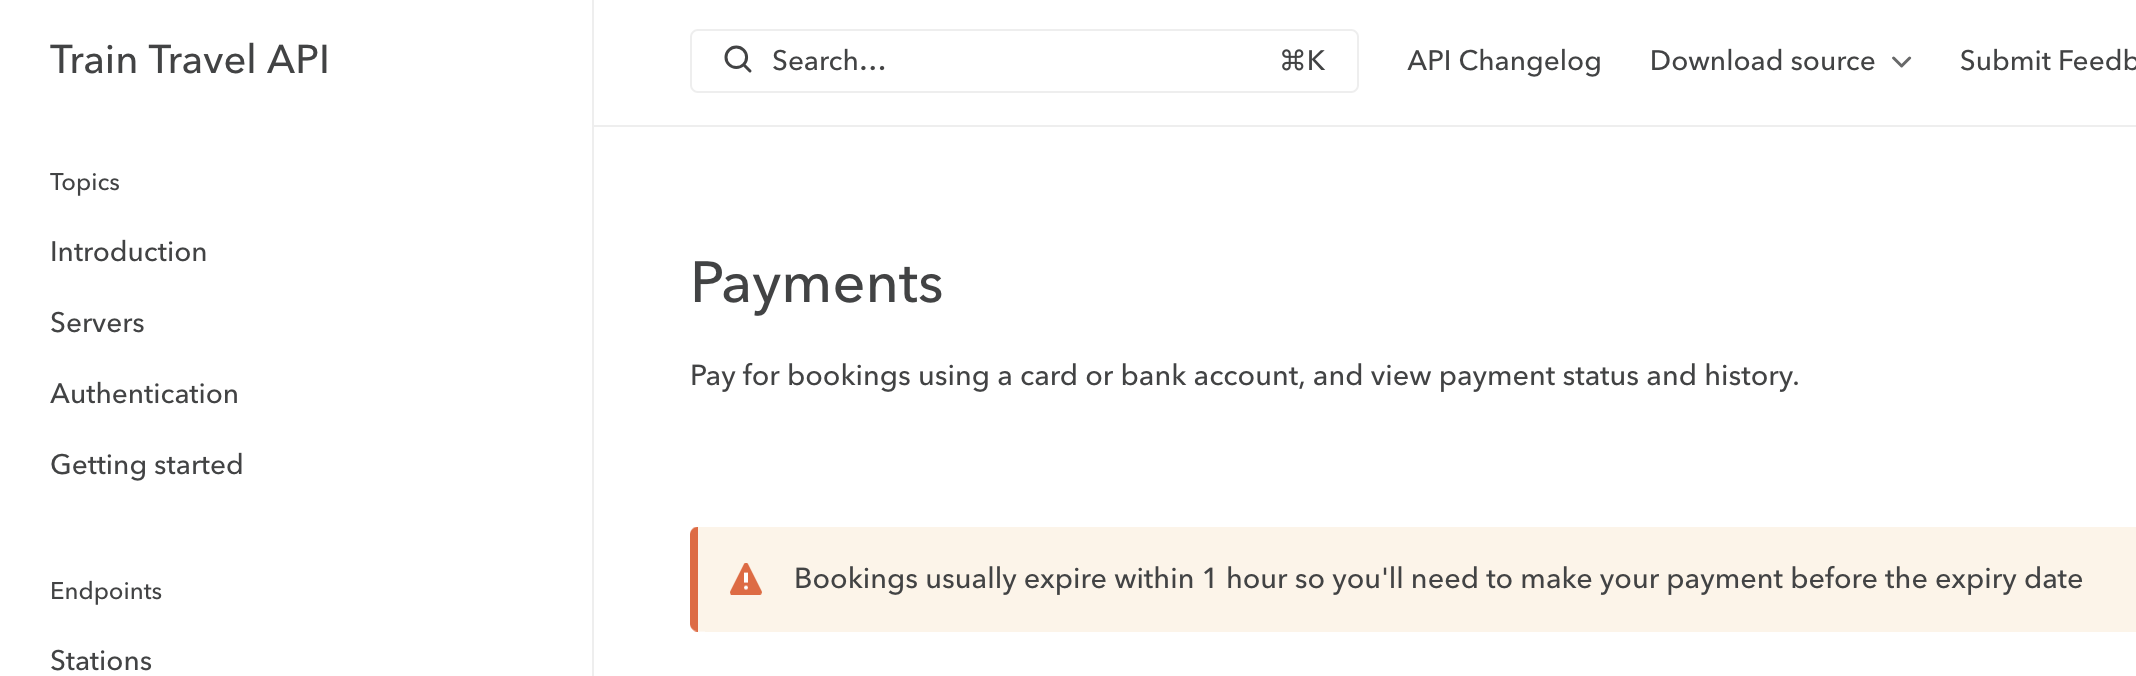 Train Travel API
Search...
⌘K
API Changelog
Download source
Submit Feedb
Topics
Introduction
Servers
Authentication
Getting started
Endpoints
Stations
Payments
Pay for bookings using a card or bank account, and view payment status and history.
Bookings usually expire within 1 hour so you'll need to make your payment before the expiry date